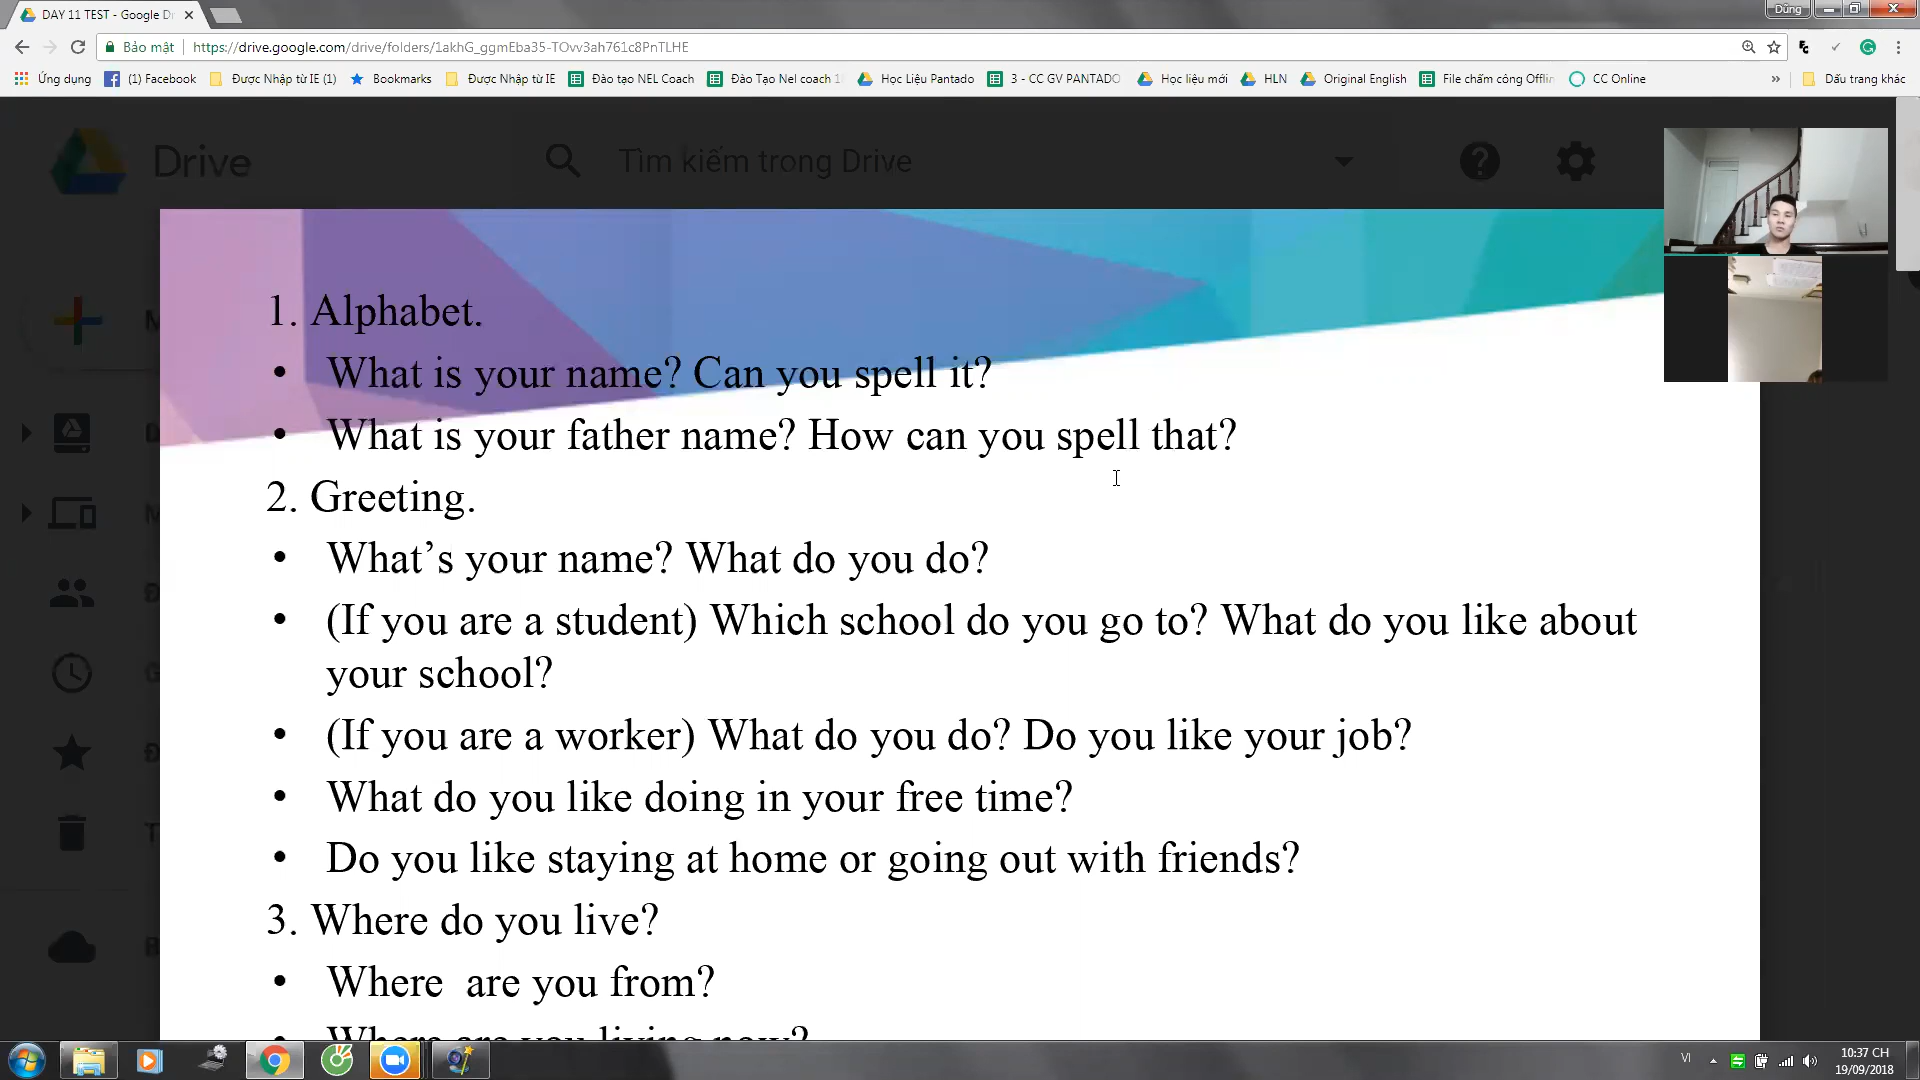 DAY 11 TEST - Google D
Dũng
Bảo mật
https://drive.google.com/drive/folders/1akhG_ggmEba35-TOvv3ah761c8PnTLHE
Ứng dụng
(1) Facebook
Được Nhập từ IE (1)
Bookmarks
Được Nhập từ IE
Đào tạo NEL Coach
Đào Tạo Nel coach 1
Học Liệu Pantado
3 - CC GV PANTADO
Học liệu mới
HLN
Original English
File chấm công Offlin
CC Online
Dấu trang khác
Drive
Tìm kiếm trong Drive
1. Alphabet.
• What is your name? Can you spell it?
• What is your father name? How can you spell that?
2. Greeting.
• What’s your name? What do you do?
• (If you are a student) Which school do you go to? What do you like about
your school?
• (If you are a worker) What do you do? Do you like your job?
• What do you like doing in your free time?
• Do you like staying at home or going out with friends?
3. Where do you live?
• Where  are you from?
• Where are you living now?
VI
10:37 CH
19/09/2018